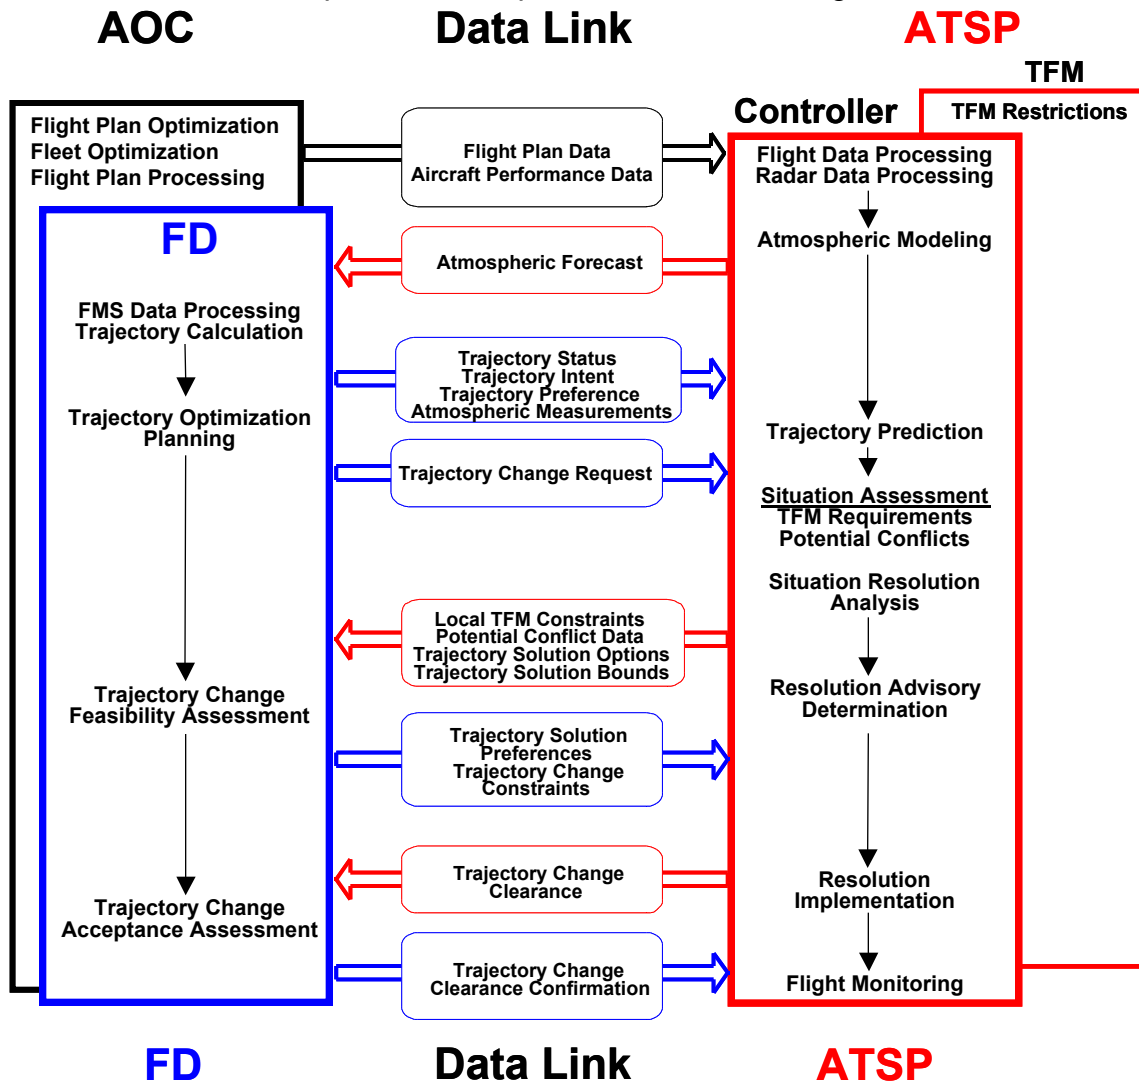 AOC
Data Link
ATSP
TFM
TFM Restrictions
Controller
Flight Plan Optimization
Fleet Optimization
Flight Plan Processing
Flight Plan Data
Aircraft Performance Data
Flight Data Processing
Radar Data Processing
FD
Atmospheric Forecast
Atmospheric Modeling
FMS Data Processing
Trajectory Calculation
Trajectory Status
Trajectory Intent
Trajectory Preference
Atmospheric Measurements
Trajectory Optimization
Planning
Trajectory Prediction
Trajectory Change Request
Situation Assessment
TFM Requirements
Potential Conflicts
Situation Resolution
Analysis
Local TFM Constraints
Potential Conflict Data
Trajectory Solution Options
Trajectory Solution Bounds
Trajectory Change
Feasibility Assessment
Resolution Advisory
Determination
Trajectory Solution
Preferences
Trajectory Change
Constraints
Trajectory Change
Clearance
Resolution
Implementation
Trajectory Change
Acceptance Assessment
Trajectory Change
Clearance Confirmation
Flight Monitoring
FD
Data Link
ATSP